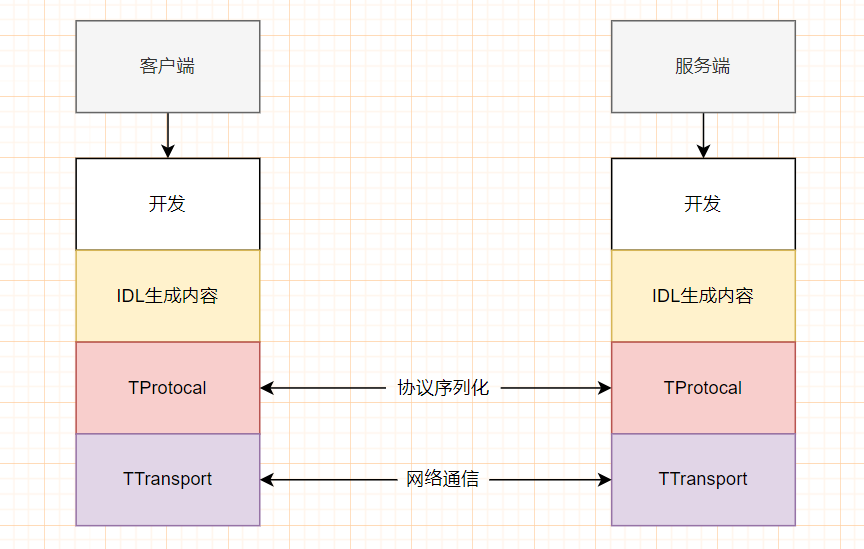 客户端
服务端
开发
开发
IDL生成内容
IDL生成内容
TProtocal
协议序列化
TProtocal
TTransport
网络通信
TTransport